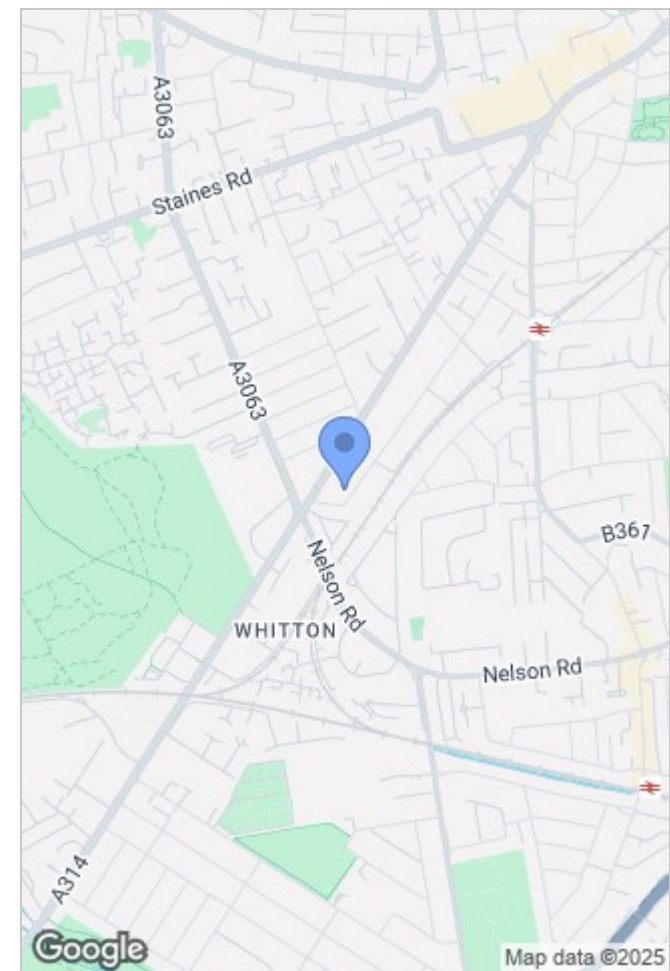 A3063
Staines Rd
A3063
B367
Nelson Rd
WHITTON
Nelson Rd
A314
Google
Map data ©2025